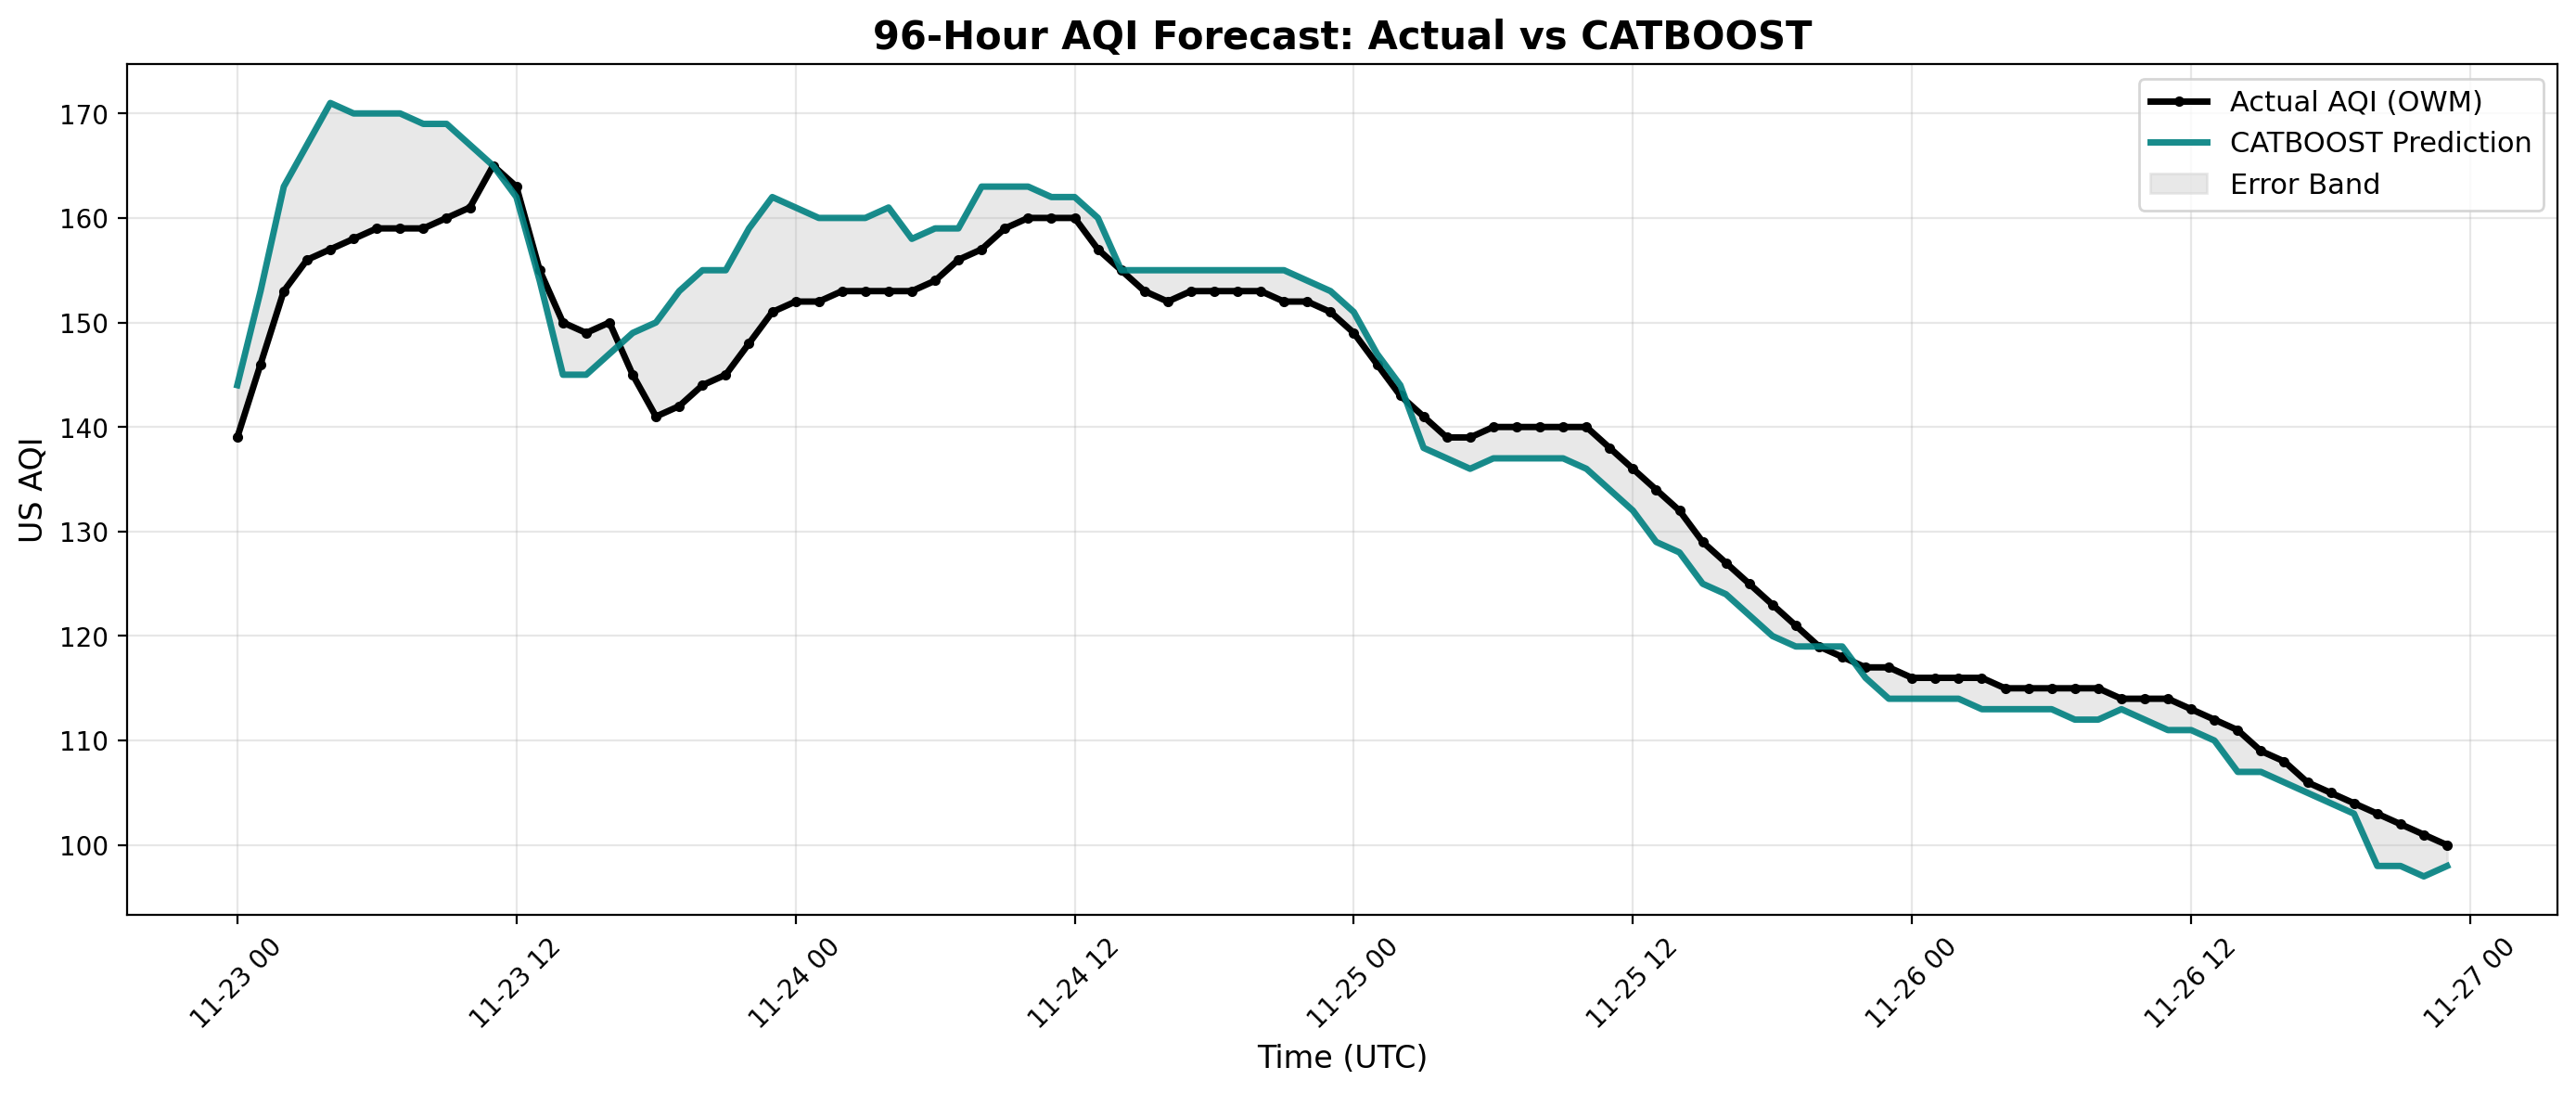 96-Hour AQI Forecast: Actual vs CATBOOST
Actual AQI (OWM)
CATBOOST Prediction
Error Band
US AQI
170
160
150
140
130
120
110
100
11-23 00
11-23 12
11-24 00
11-24 12
11-25 00
11-25 12
11-26 00
11-26 12
11-27 00
Time (UTC)